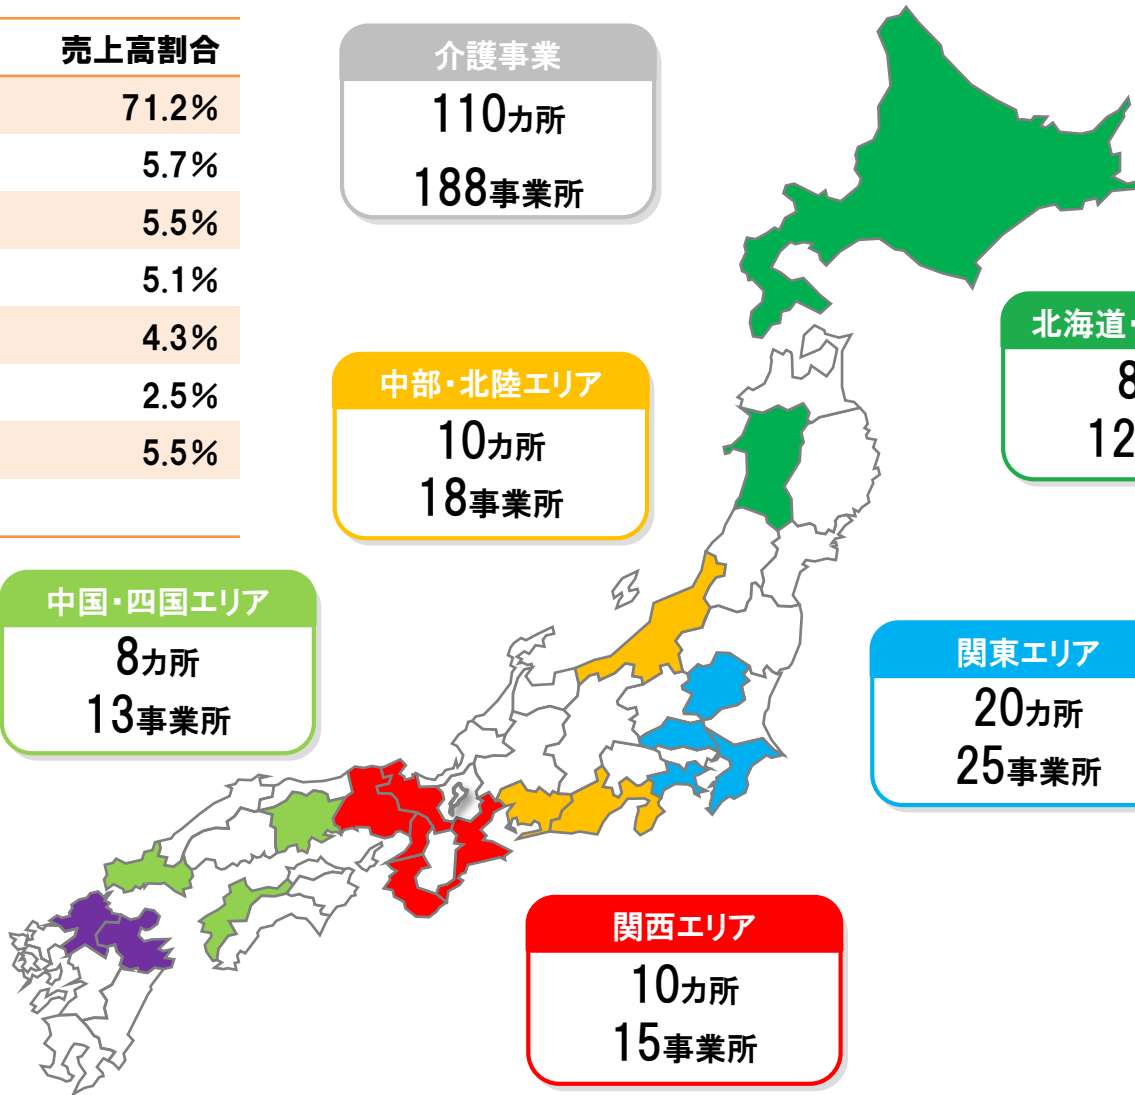 売上高割合
71.2%
5.7%
5.5%
5.1%
4.3%
2.5%
5.5%
介護事業
110カ所
188事業所
北海道・
8
12
中部・北陸エリア
10カ所
18事業所
中国・四国エリア
8カ所
13事業所
関東エリア
20カ所
25事業所
関西エリア
10カ所
15事業所